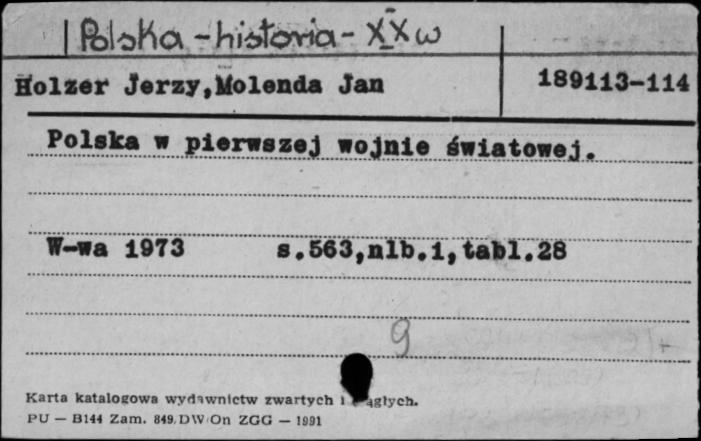 Polska - historia - XX w
Holzer Jerzy,Molenda Jan
189113-114
Polska w pierwszej wojnie światowej.
W-wa 1973 s.563,nlb.1,tabl.28
9
Karta katalogowa wydawnictw zwartych i ągłych.
PU — B144 Zam. 849/DW/On ZGG — 1991